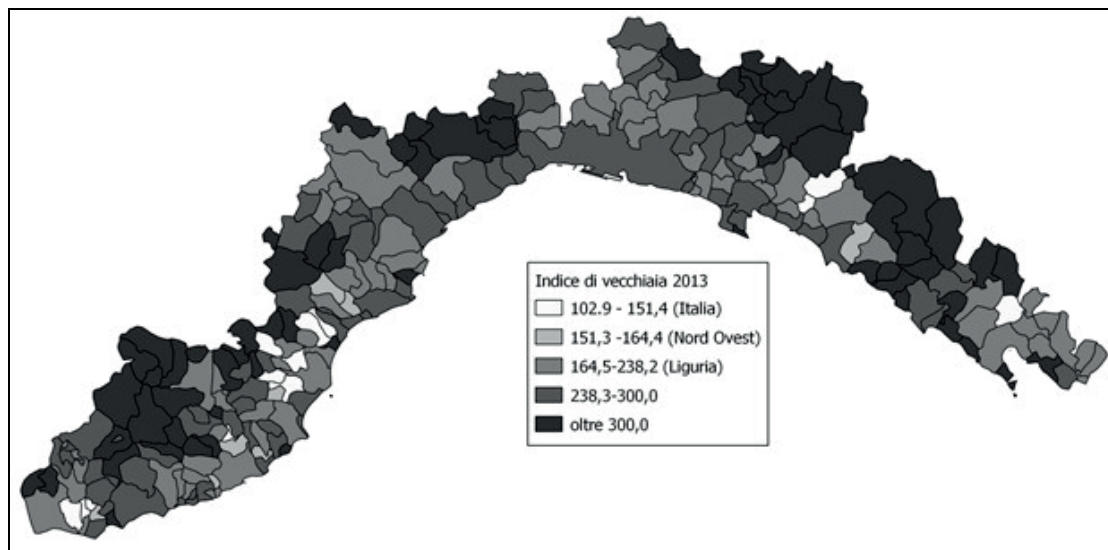 Indice di vecchiaia 2013
102.9 - 151,4 (Italia)
151,3 -164,4 (Nord Ovest)
164,5-238,2 (Liguria)
238,3-300,0
oltre 300,0